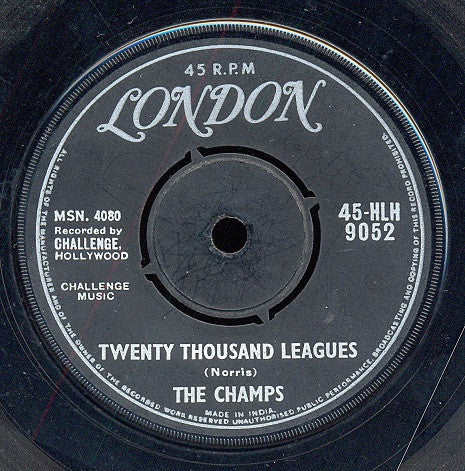 45 R.P.M
LONDON
MSN. 4080
Recorded by
CHALLENGE,
HOLLYWOOD
CHALLENGE
MUSIC
45-HLH
9052
TWENTY THOUSAND LEAGUES
(Norris)
THE CHAMPS
MADE IN INDIA.
ALL RIGHTS OF THE MANUFACTURER AND OF THE OWNER OF THE RECORDED WORK RESERVED UNAUTHORISED PUBLIC PERFORMANCE, BROADCASTING AND COPYING OF THIS RECORD PROHIBITED.